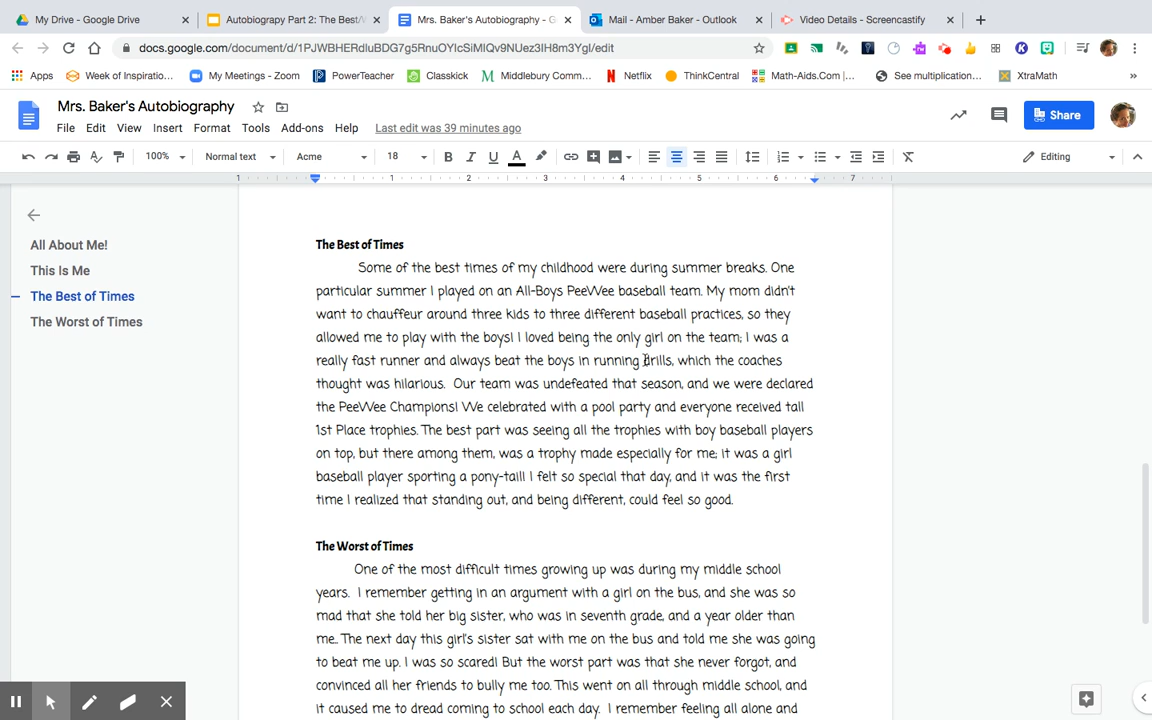 My Drive - Google Drive
Autobiograpy Part 2: The Best/W
Mrs. Baker's Autobiography - G
Mail - Amber Baker - Outlook
Video Details - Screencastify
docs.google.com/document/d/1PJWBHERdluBDG7g5RnuOYlcSiMlQv9NUez3IH8m3YgI/edit
Apps
Week of Inspiratio...
My Meetings - Zoom
PowerTeacher
Classkick
Middlebury Comm...
Netflix
ThinkCentral
Math-Aids.Com |...
See multiplication...
XtraMath
»
Mrs. Baker's Autobiography
File Edit View Insert Format Tools Add-ons Help Last edit was 39 minutes ago
Share
100% Normal text Acme 18 B I U A Editing
1 1 2 3 4 5 6 7
All About Me!
This Is Me
The Best of Times
The Worst of Times
The Best of Times
Some of the best times of my childhood were during summer breaks. One
particular summer I played on an All-Boys PeeWee baseball team. My mom didn't
want to chauffeur around three kids to three different baseball practices, so they
allowed me to play with the boys! I loved being the only girl on the team; I was a
really fast runner and always beat the boys in running drills, which the coaches
thought was hilarious. Our team was undefeated that season, and we were declared
the PeeWee Champions! We celebrated with a pool party and everyone received tall
1st Place trophies. The best part was seeing all the trophies with boy baseball players
on top, but there among them, was a trophy made especially for me; it was a girl
baseball player sporting a pony-tail! I felt so special that day, and it was the first
time I realized that standing out, and being different, could feel so good.
The Worst of Times
One of the most difficult times growing up was during my middle school
years. I remember getting in an argument with a girl on the bus, and she was so
mad that she told her big sister, who was in seventh grade, and a year older than
me.. The next day this girl's sister sat with me on the bus and told me she was going
to beat me up. I was so scared! But the worst part was that she never forgot, and
convinced all her friends to bully me too. This went on all through middle school, and
it caused me to dread coming to school each day. I remember feeling all alone and